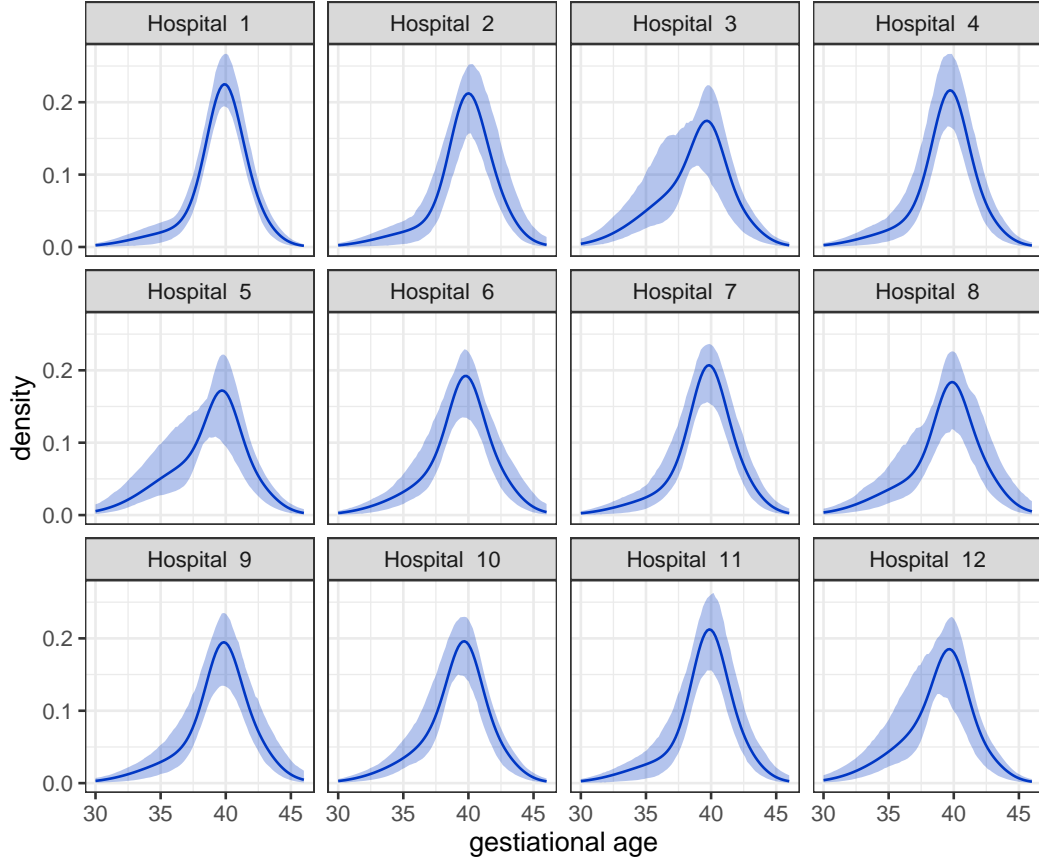 Hospital 1 Hospital 2 Hospital 3 Hospital 4
0.2
0.1
0.0
Hospital 5 Hospital 6 Hospital 7 Hospital 8
0.2
0.1
0.0
density
Hospital 9 Hospital 10 Hospital 11 Hospital 12
0.2
0.1
0.0
30 35 40 45 30 35 40 45 30 35 40 45 30 35 40 45
gestiational age